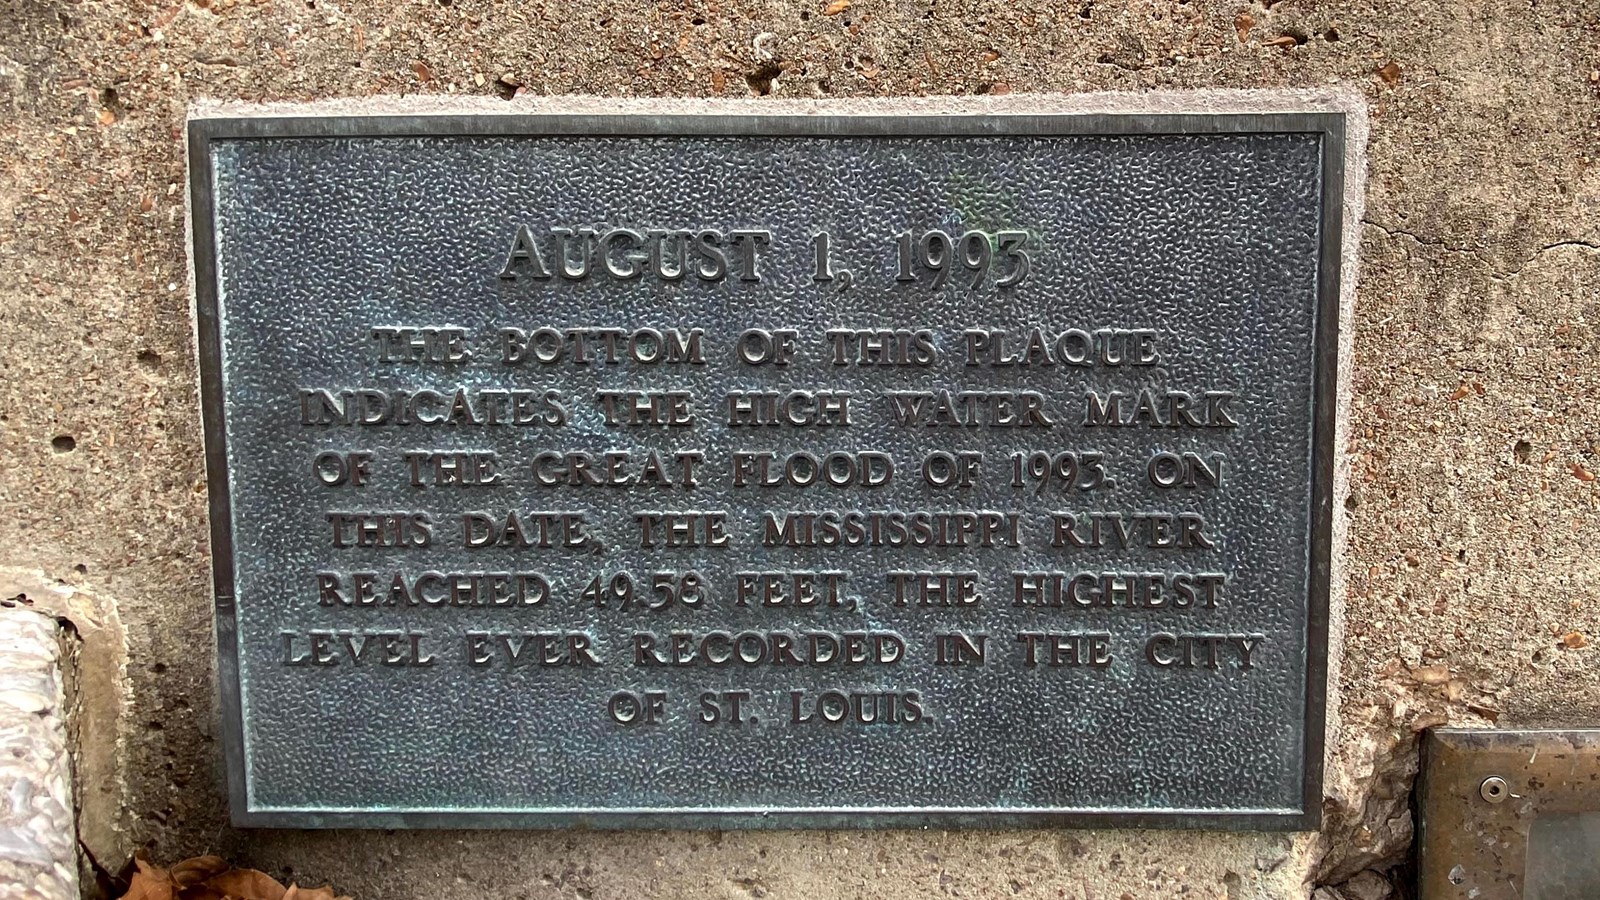 AUGUST 1, 1993
THE BOTTOM OF THIS PLAQUE
INDICATES THE HIGH WATER MARK
OF THE GREAT FLOOD OF 1993. ON
THIS DATE, THE MISSISSIPPI RIVER
REACHED 49.58 FEET, THE HIGHEST
LEVEL EVER RECORDED IN THE CITY
OF ST. LOUIS.